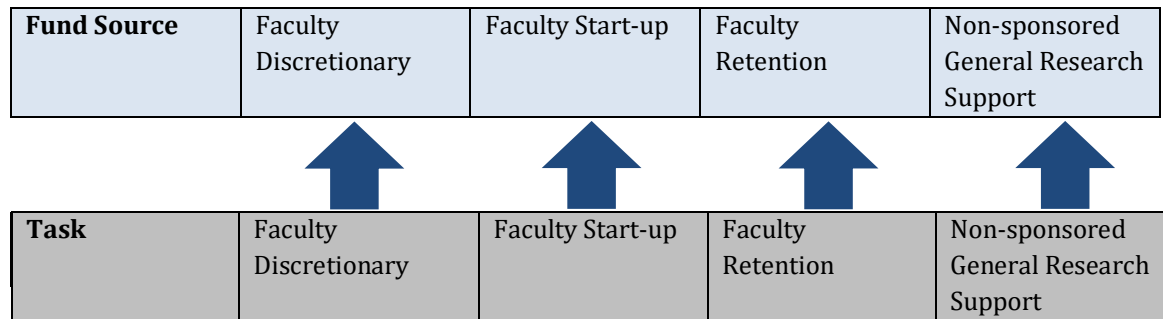 Fund Source
Faculty
Discretionary
Faculty Start-up
Faculty
Retention
Non-sponsored
General Research
Support
Task
Faculty
Discretionary
Faculty Start-up
Faculty
Retention
Non-sponsored
General Research
Support